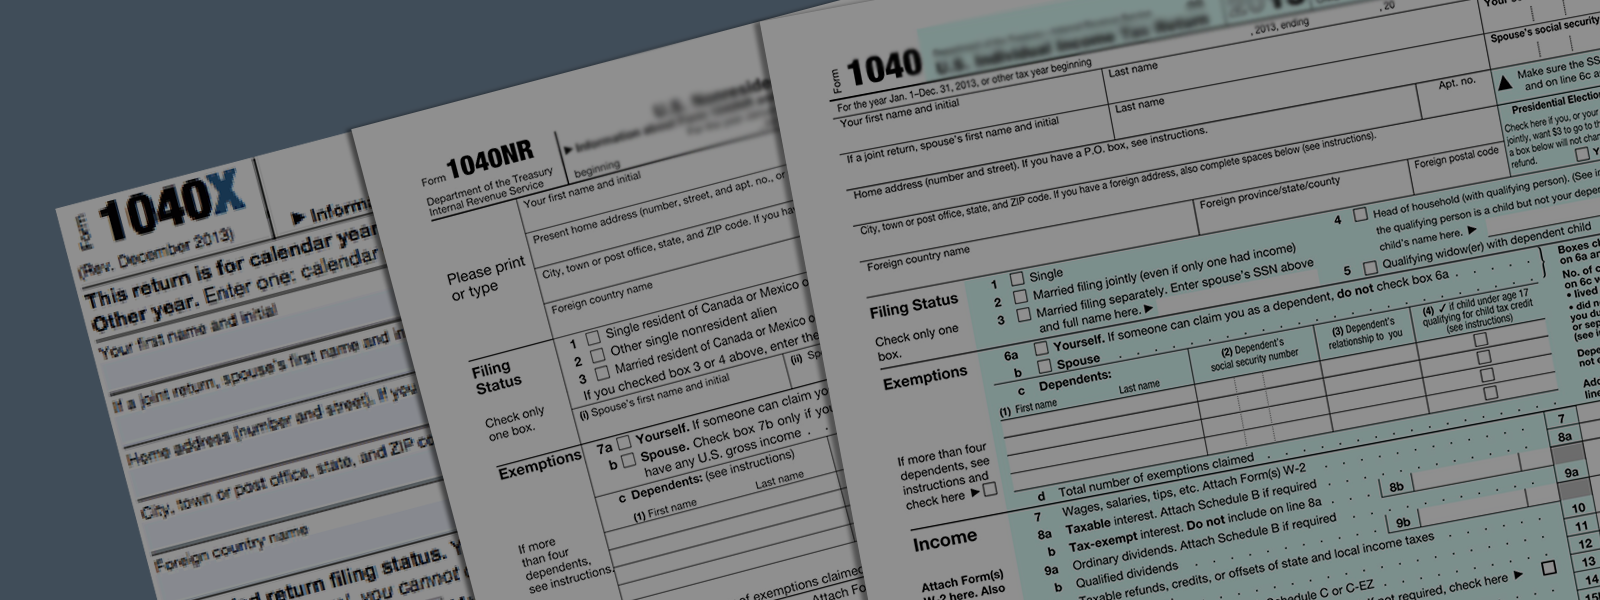 Form 1040X
(Rev. December 2013)
▶ Informa
This return is for calendar year
Other year. Enter one: calendar
Your first name and initial
If a joint return, spouse's first name and in
Home address (number and street). If you
City, town or post office, state, and ZIP co
Foreign country name
return filing status.
you cannot
Form 1040NR
Department of the Treasury
Internal Revenue Service
U.S. Nonreside
▶ Information about
beginning
Please print
or type
Your first name and initial
Present home address (number, street, and apt. no., or
City, town or post office, state, and ZIP code. If you hav
Foreign country name
Filing
Status
Check only
one box.
1 Single resident of Canada or Mexico o
2 Other single nonresident alien
3 Married resident of Canada or Mexico o
If you checked box 3 or 4 above, enter the
(i) Spouse's first name and initial
(ii) Sp
Exemptions
7a Yourself. If someone can claim yo
b Spouse. Check box 7b only if you
have any U.S. gross income . .
c Dependents: (see instructions)
(1) First name
Last name
If more
than four
dependents,
see instructions.
of exemptions claimed
Attach Fo
Form 1040
U.S. Individual Income Tax Return
For the year Jan. 1–Dec. 31, 2013, or other tax year beginning
, 2013, ending
, 20
Your first name and initial
Last name
If a joint return, spouse's first name and initial
Last name
Spouse's social security
Home address (number and street). If you have a P.O. box, see instructions.
Apt. no.
▲ Make sure the SS
and on line 6c a
City, town or post office, state, and ZIP code. If you have a foreign address, also complete spaces below (see instructions).
Presidential Election
Check here if you, or your
jointly, want $3 to go to th
a box below will not chan
refund.
Foreign country name
Foreign province/state/county
Foreign postal code
Filing Status
Check only one
box.
1 Single
2 Married filing jointly (even if only one had income)
3 Married filing separately. Enter spouse's SSN above
and full name here. ▶
4 Head of household (with qualifying person). (See in
the qualifying person is a child but not your depe
child's name here. ▶
5 Qualifying widow(er) with dependent child
Exemptions
6a Yourself. If someone can claim you as a dependent, do not check box 6a . . . . .
b Spouse . . . . . . . .
c Dependents:
(1) First name
Last name
(2) Dependent's
social security number
(3) Dependent's
relationship to you
(4) ✓ if child under age 17
qualifying for child tax credit
(see instructions)
Boxes ch
on 6a an
No. of c
on 6c w
• lived
• did n
you du
or sep
(see i
Depe
not e
Add
line
If more than four
dependents, see
instructions and
check here ▶
d Total number of exemptions claimed . . . . .
Income
7 Wages, salaries, tips, etc. Attach Form(s) W-2 . . . . . 7
8a Taxable interest. Attach Schedule B if required . . . . . 8a
b Tax-exempt interest. Do not include on line 8a . . . 8b
9a Ordinary dividends. Attach Schedule B if required . . . . . 9a
b Qualified dividends . . . . . 9b
Taxable refunds, credits, or offsets of state and local income taxes . . . . . 10
11
12
13
14
Attach Form(s)
W-2 here. Also
Schedule C or C-EZ
If not required, check here ▶